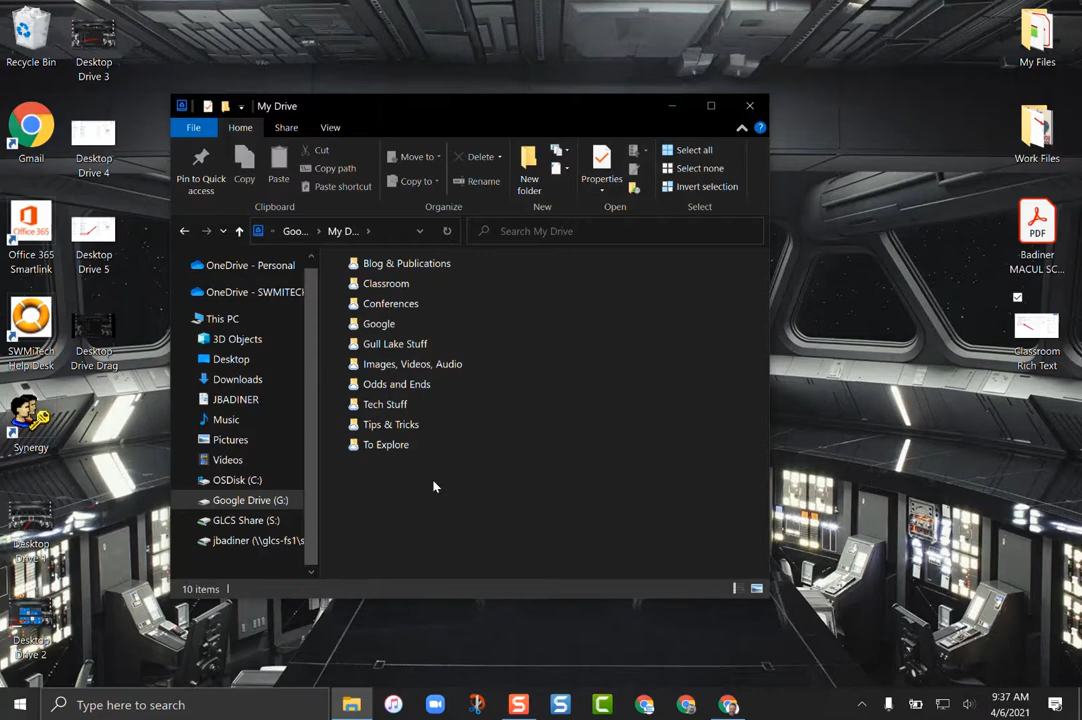 Recycle Bin
Desktop
Drive 3
Gmail
Desktop
Drive 4
Office 365
Smartlink
Desktop
Drive 5
SWMiTech
Help Desk
Desktop
Drive Drag
Synergy
Desktop
Desktop
Drive 2
My Files
Work Files
PDF
Badiner
MACUL SC...
Classroom
Rich Text
My Drive
File
Home
Share
View
Pin to Quick
access
Copy
Paste
Cut
Copy path
Paste shortcut
Clipboard
Move to
Copy to
Delete
Rename
Organize
New
folder
New
Properties
Open
Select all
Select none
Invert selection
Select
Goo...
My D...
Search My Drive
OneDrive - Personal
OneDrive - SWMITECH
This PC
3D Objects
Desktop
Downloads
JBADINER
Music
Pictures
Videos
OSDisk (C:)
Google Drive (G:)
GLCS Share (S:)
jbadiner (\\glcs-fs1\s
Blog & Publications
Classroom
Conferences
Google
Gull Lake Stuff
Images, Videos, Audio
Odds and Ends
Tech Stuff
Tips & Tricks
To Explore
10 items
Type here to search
9:37 AM
4/6/2021